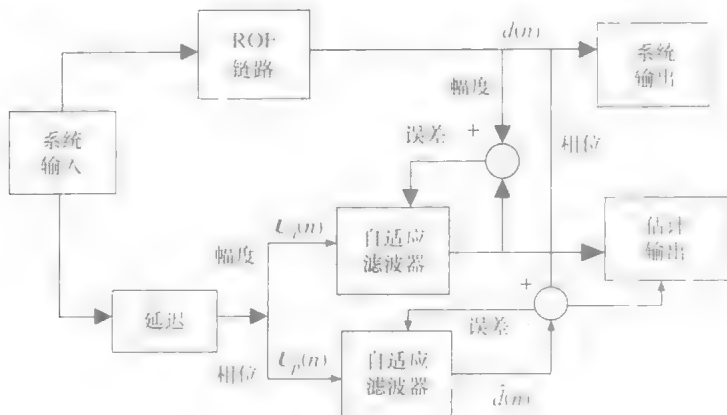 ROF
链路
d(n)
系统
输出
幅度
误差
+
相位
系统
输入
幅度
(n)
自适应
滤波器
估计
输出
+
延迟
误差
相位
p(n)
自适应
滤波器
d(n)